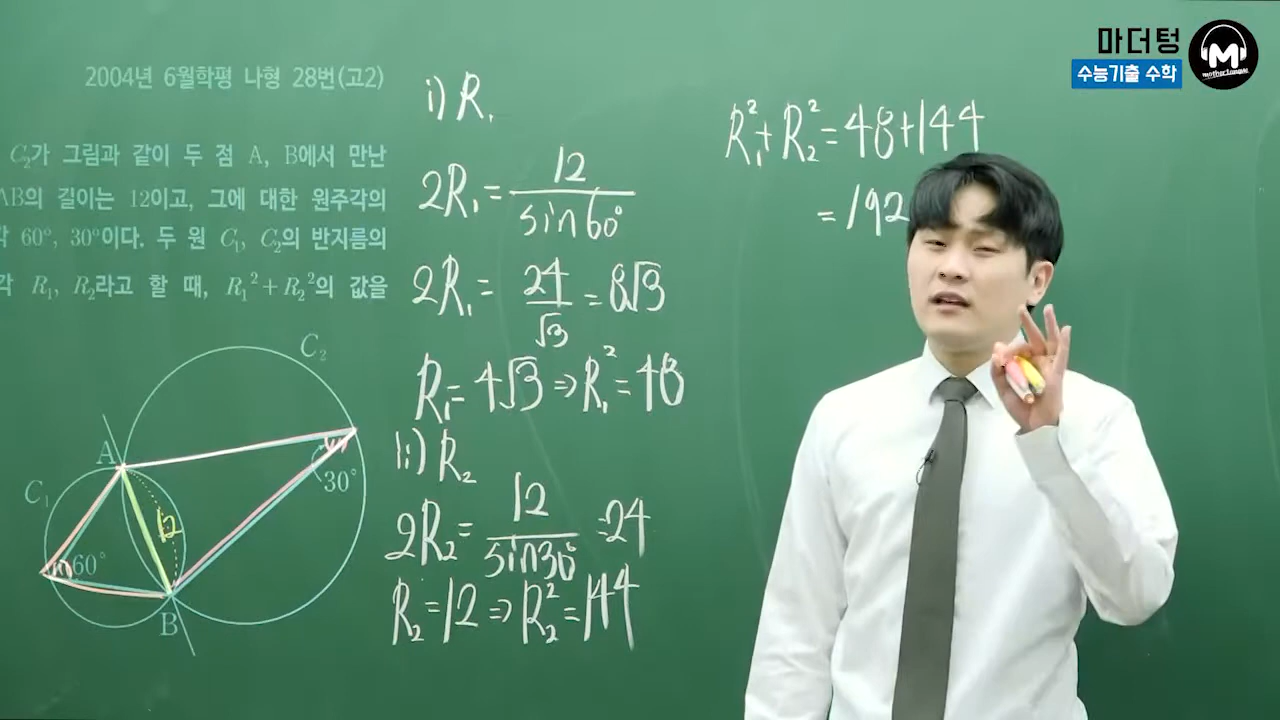 마더텅
수능기출 수학
M
mothertongue
2004년 6월학평 나형 28번(고2)
C₂가 그림과 같이 두 점 A, B에서 만난
AB의 길이는 12이고, 그에 대한 원주각의
각 60°, 30°이다. 두 원 C₁, C₂의 반지름의
각 R₁, R₂라고 할 때, R₁²+R₂²의 값을
C₂
A
C₁
30°
12
60°
B
i) R₁
2R₁ = 12/sin60°
2R₁ = 24/√3 = 8√3
R₁ = 4√3 ⇒ R₁² = 48
ii) R₂
2R₂ = 12/sin30° = 24
R₂ = 12 ⇒ R₂² = 144
R₁² + R₂² = 48+144
= 192